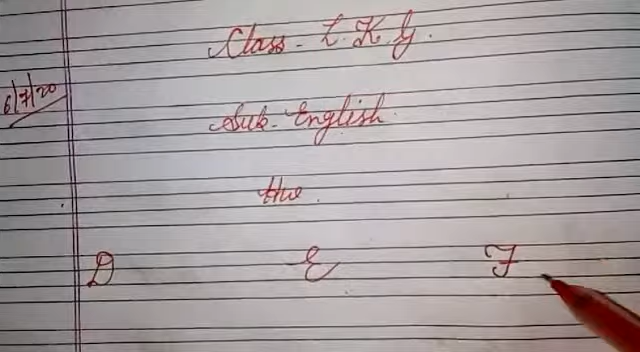 Class - L.K.G.
6/7/20
Sub - English.
H.w.
D E F